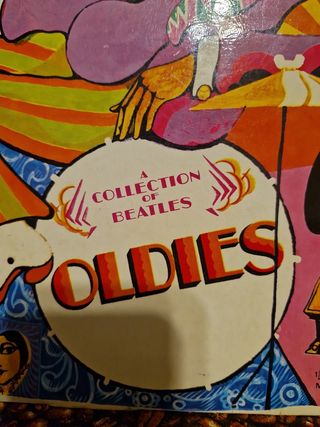 A
COLLECTION
OF
BEATLES
OLDIES